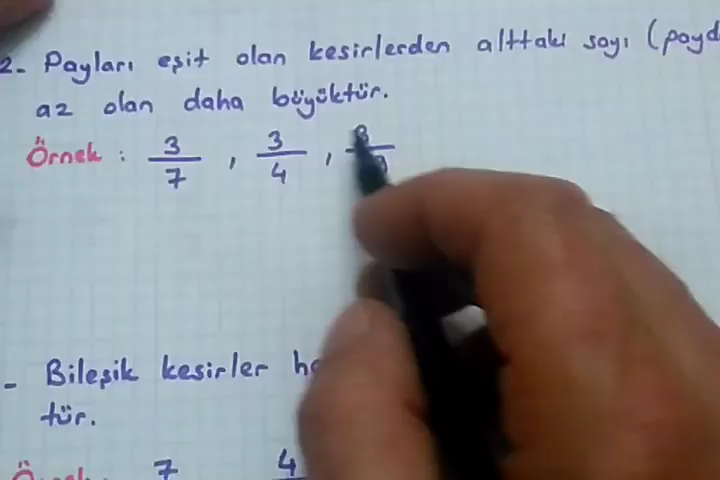 2- Payları eşit olan kesirlerden alttaki sayı (payd
az olan daha büyüktür.
Örnek : 3/7 , 3/4 ,
- Bileşik kesirler
tür.
Örnek 7 4